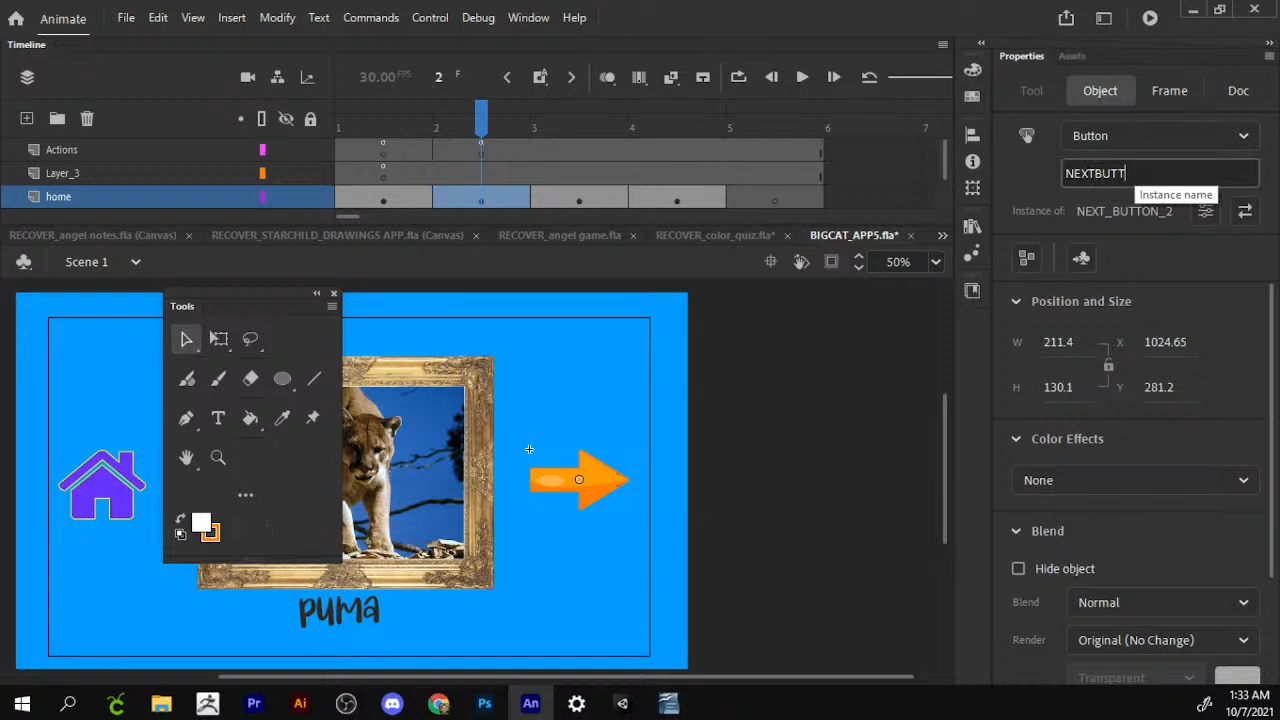 Animate File Edit View Insert Modify Text Commands Control Debug Window Help
Timeline
30.00 FPS 2 F
1 2 3 4 5 6 7
Actions
Layer_3
home
RECOVER_angel notes.fla (Canvas) × RECOVER_STARCHILD_DRAWINGS APP.fla (Canvas) × RECOVER_angel game.fla × RECOVER_color_quiz.fla* × BIGCAT_APP5.fla* ×
Scene 1 50%
Tools
T
puma
Properties Assets
Tool Object Frame Doc
Button
NEXTBUTT
Instance name
Instance of: NEXT_BUTTON_2
Position and Size
W 211.4 X 1024.65
H 130.1 Y 281.2
Color Effects
None
Blend
Hide object
Blend Normal
Render Original (No Change)
Transparent
Pr Ai Ps An
1:33 AM
10/7/2021